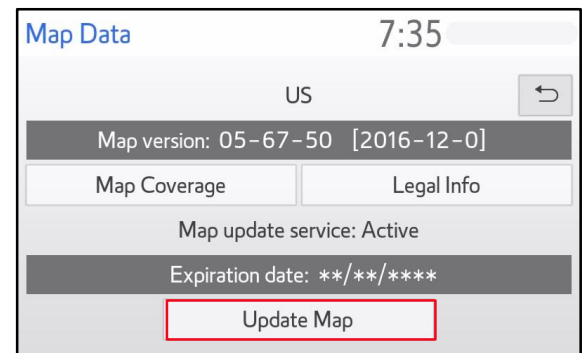 Map Data 7:35
US
Map version: 05-67-50 [2016-12-0]
Map Coverage Legal Info
Map update service: Active
Expiration date: **/**/****
Update Map